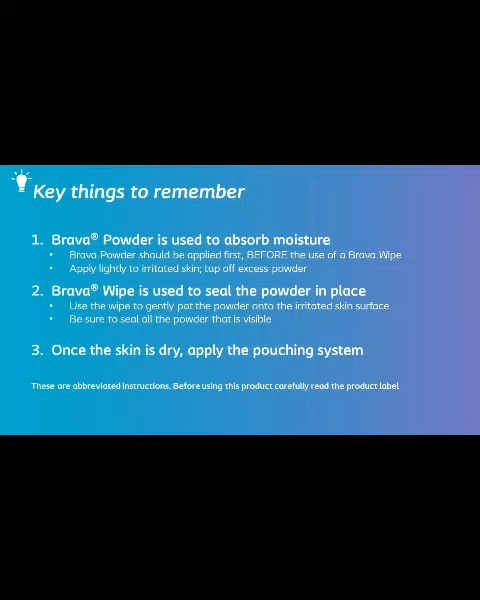 Key things to remember
1. Brava® Powder is used to absorb moisture
• Brava Powder should be applied first, BEFORE the use of a Brava Wipe
• Apply lightly to irritated skin; tap off excess powder
2. Brava® Wipe is used to seal the powder in place
• Use the wipe to gently pat the powder onto the irritated skin surface
• Be sure to seal all the powder that is visible
3. Once the skin is dry, apply the pouching system
These are abbreviated instructions. Before using this product carefully read the product label